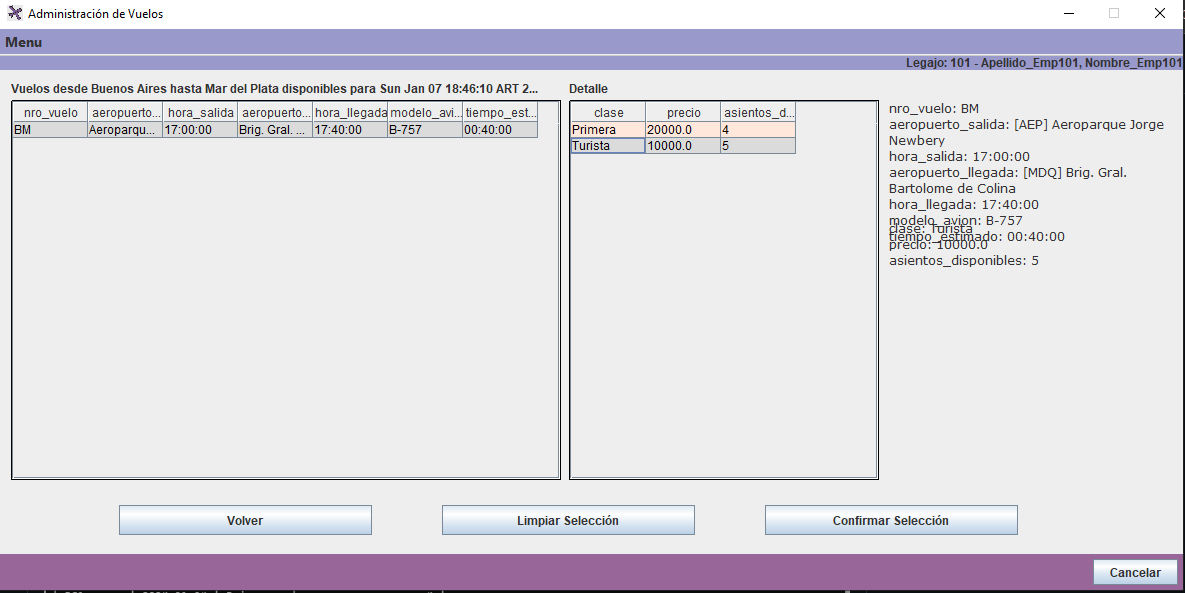 Administración de Vuelos
Menu
Legajo: 101 - Apellido_Emp101, Nombre_Emp101
Vuelos desde Buenos Aires hasta Mar del Plata disponibles para Sun Jan 07 18:46:10 ART 2...
nro_vuelo aeropuerto... hora_salida aeropuerto... hora_llegada modelo_avi... tiempo_est...
BM Aeroparqu... 17:00:00 Brig. Gral. ... 17:40:00 B-757 00:40:00
Detalle
clase precio asientos_d...
Primera 20000.0 4
Turista 10000.0 5
nro_vuelo: BM
aeropuerto_salida: [AEP] Aeroparque Jorge
Newbery
hora_salida: 17:00:00
aeropuerto_llegada: [MDQ] Brig. Gral.
Bartolome de Colina
hora_llegada: 17:40:00
modelo_avion: B-757
clase: Turista
tiempo_estimado: 00:40:00
precio: 10000.0
asientos_disponibles: 5
Volver
Limpiar Selección
Confirmar Selección
Cancelar